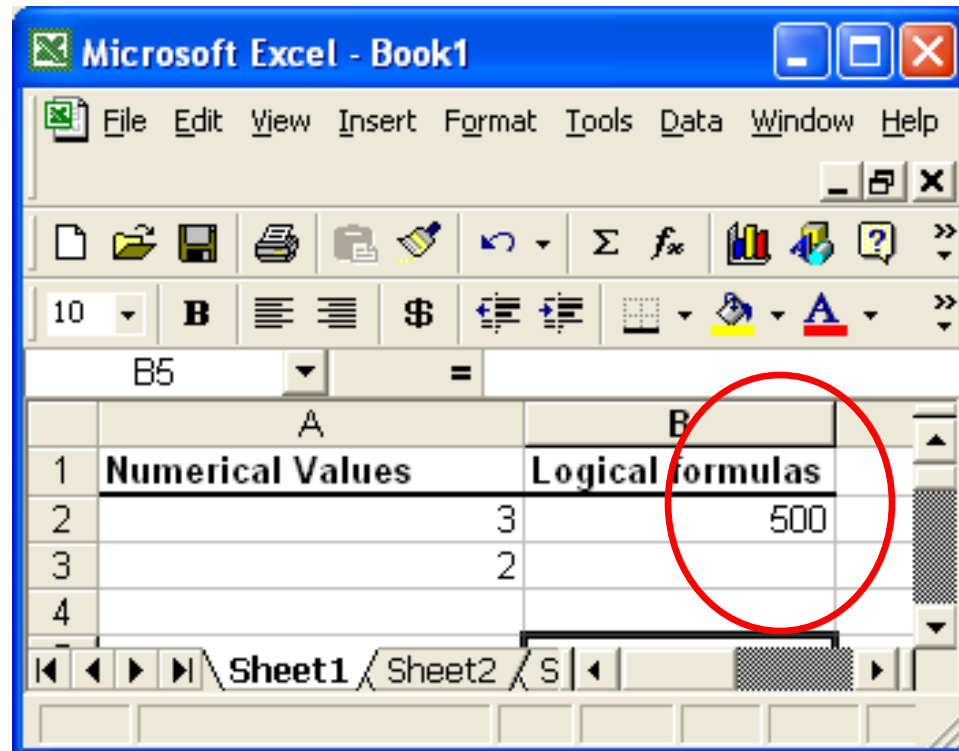 Microsoft Excel - Book1
File Edit View Insert Format Tools Data Window Help
10 B $ A
B5 =
A B
1 Numerical Values Logical formulas
2 3 500
3 2
4
Sheet1 Sheet2 S